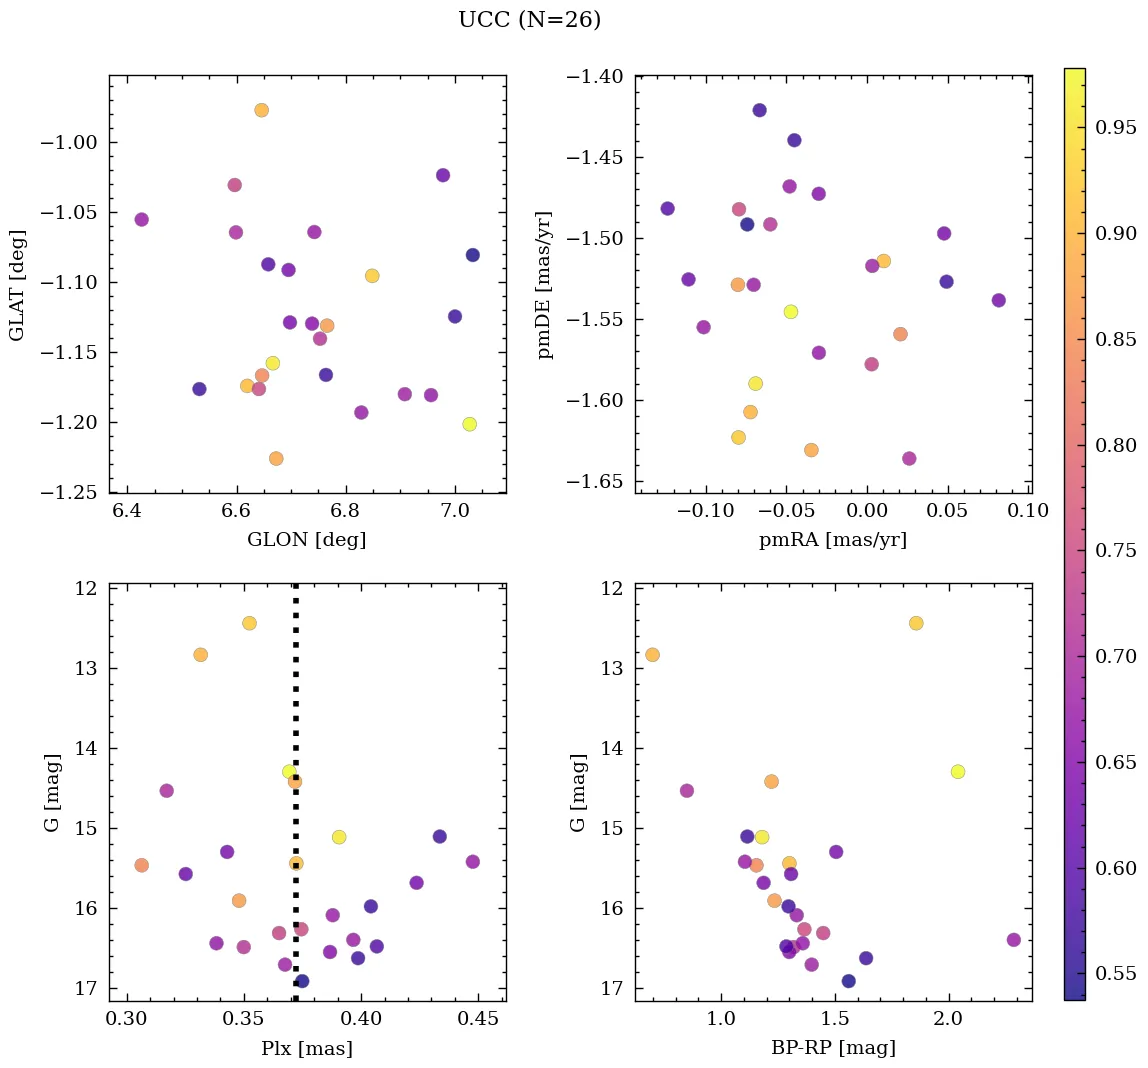 UCC (N=26)
−1.00
−1.05
−1.10
−1.15
−1.20
−1.25
GLAT [deg]
6.4 6.6 6.8 7.0
GLON [deg]
−1.40
−1.45
−1.50
−1.55
−1.60
−1.65
pmDE [mas/yr]
−0.10 −0.05 0.00 0.05 0.10
pmRA [mas/yr]
12
13
14
15
16
17
G [mag]
0.30 0.35 0.40 0.45
Plx [mas]
12
13
14
15
16
17
G [mag]
1.0 1.5 2.0
BP-RP [mag]
0.95
0.90
0.85
0.80
0.75
0.70
0.65
0.60
0.55